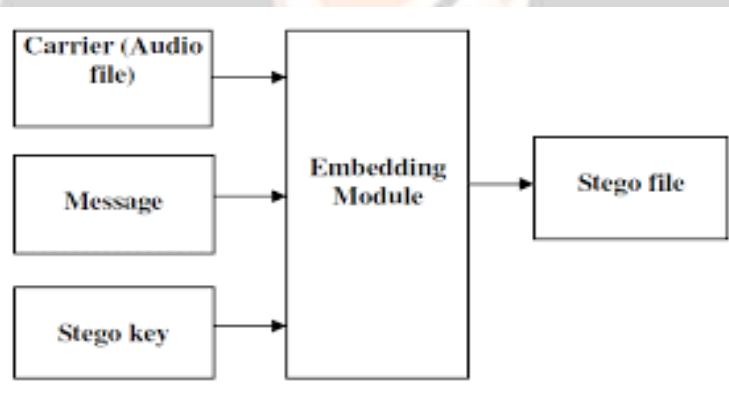 Carrier (Audio
file)
Message
Stego key
Embedding
Module
Stego file